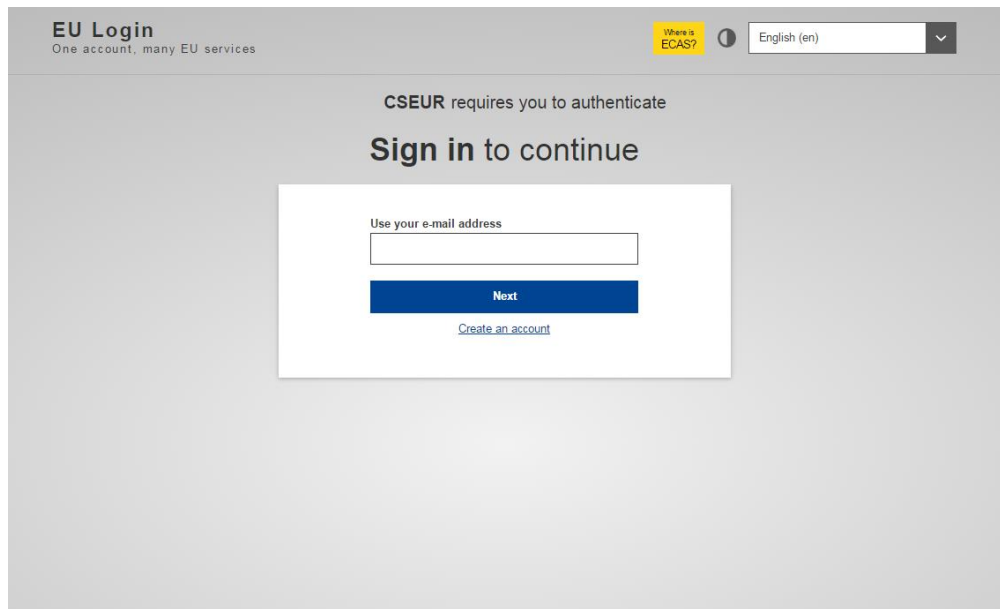 EU Login
One account, many EU services
Where is
ECAS?
English (en)
CSEUR requires you to authenticate
Sign in to continue
Use your e-mail address
Next
Create an account